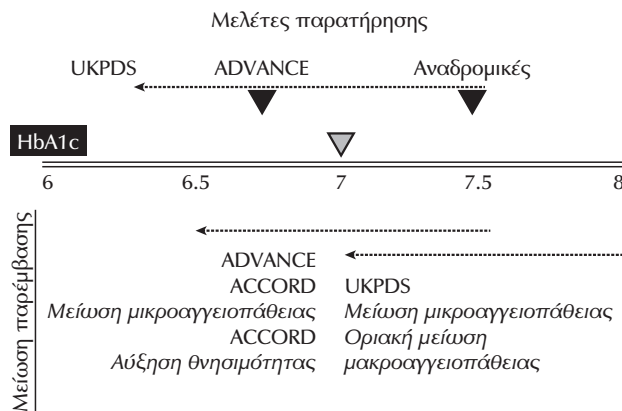 Μελέτες παρατήρησης
UKPDS ADVANCE Αναδρομικές
HbA1c
6 6.5 7 7.5 8
Μείωση παρέμβασης
ADVANCE
ACCORD UKPDS
Μείωση μικροαγγειοπάθειας Μείωση μικροαγγειοπάθειας
ACCORD Οριακή μείωση
Αύξηση θνησιμότητας μακροαγγειοπάθειας